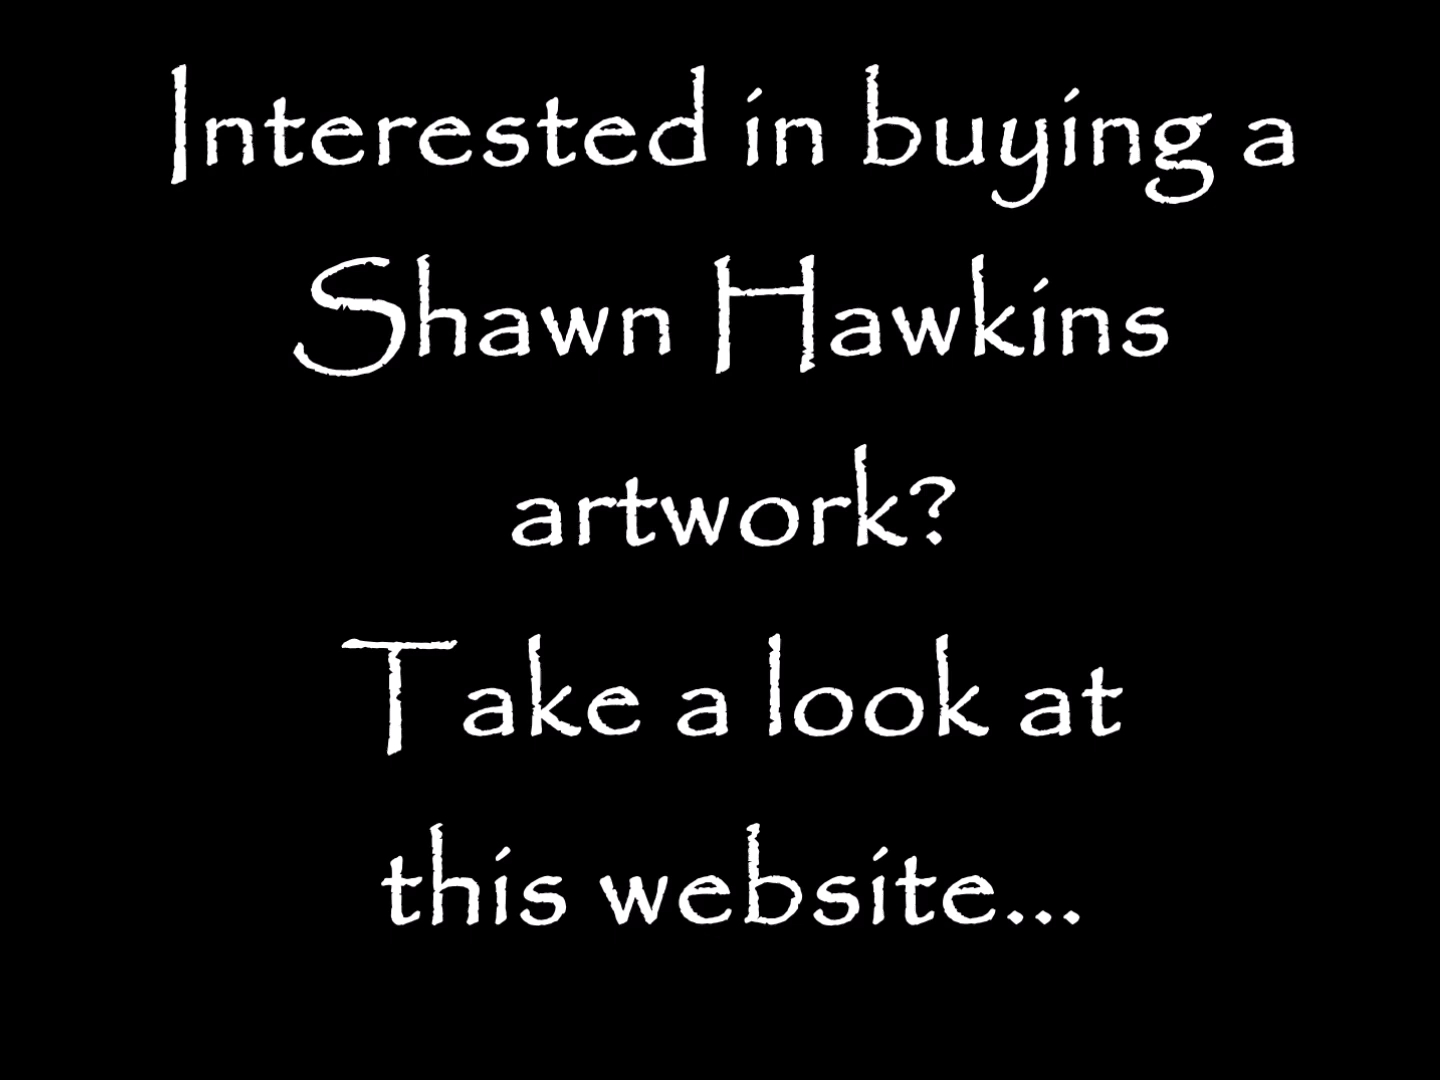 Interested in buying a
Shawn Hawkins
artwork?
Take a look at
this website...